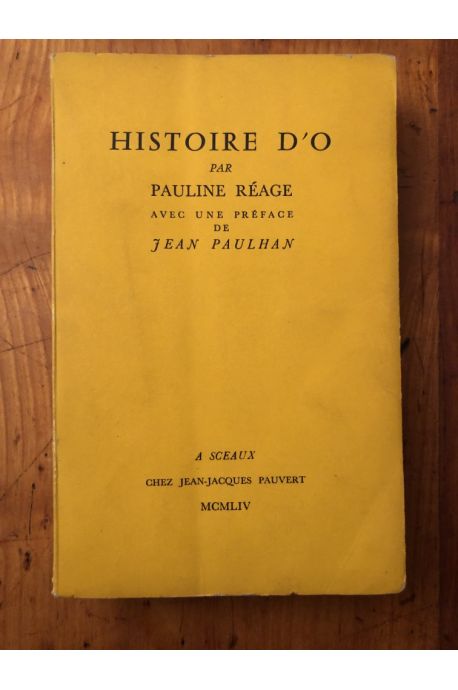 HISTOIRE D'O
PAR
PAULINE RÉAGE
AVEC UNE PRÉFACE
DE
JEAN PAULHAN
A SCEAUX
CHEZ JEAN-JACQUES PAUVERT
MCMLIV